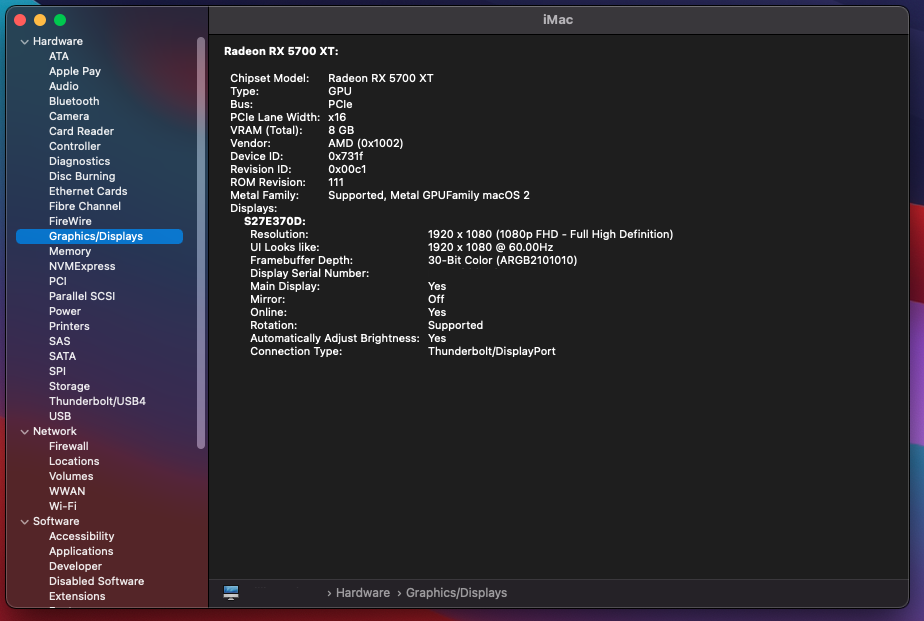 iMac
Hardware
ATA
Apple Pay
Audio
Bluetooth
Camera
Card Reader
Controller
Diagnostics
Disc Burning
Ethernet Cards
Fibre Channel
FireWire
Graphics/Displays
Memory
NVMExpress
PCI
Parallel SCSI
Power
Printers
SAS
SATA
SPI
Storage
Thunderbolt/USB4
USB
Network
Firewall
Locations
Volumes
WWAN
Wi-Fi
Software
Accessibility
Applications
Developer
Disabled Software
Extensions
Radeon RX 5700 XT:
Chipset Model: Radeon RX 5700 XT
Type: GPU
Bus: PCIe
PCIe Lane Width: x16
VRAM (Total): 8 GB
Vendor: AMD (0x1002)
Device ID: 0x731f
Revision ID: 0x00c1
ROM Revision: 111
Metal Family: Supported, Metal GPUFamily macOS 2
Displays:
S27E370D:
Resolution: 1920 x 1080 (1080p FHD - Full High Definition)
UI Looks like: 1920 x 1080 @ 60.00Hz
Framebuffer Depth: 30-Bit Color (ARGB2101010)
Display Serial Number:
Main Display: Yes
Mirror: Off
Online: Yes
Rotation: Supported
Automatically Adjust Brightness: Yes
Connection Type: Thunderbolt/DisplayPort
› Hardware › Graphics/Displays